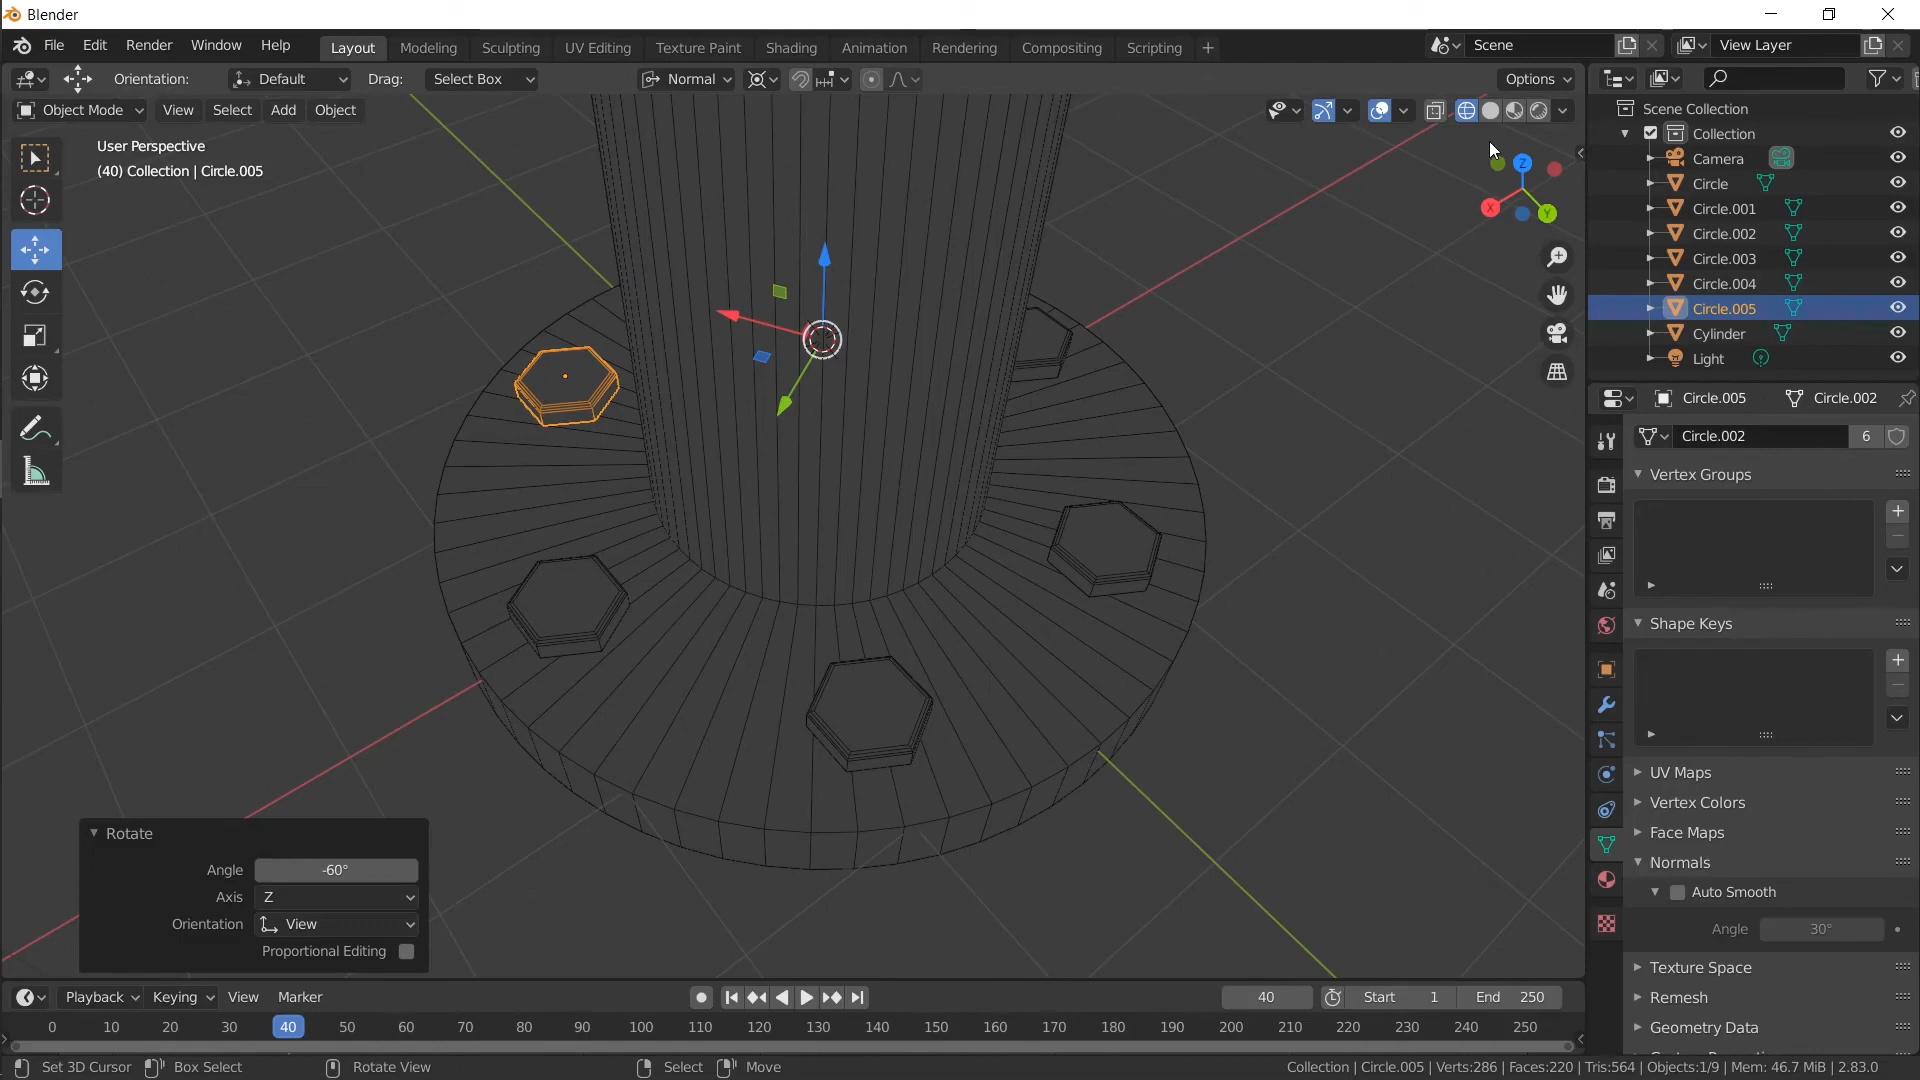 Blender
File Edit Render Window Help Layout Modeling Sculpting UV Editing Texture Paint Shading Animation Rendering Compositing Scripting + Scene View Layer
Orientation: Default Drag: Select Box Normal Options
Object Mode View Select Add Object
User Perspective
(40) Collection | Circle.005
Z
X
Y
Scene Collection
Collection
Camera
Circle
Circle.001
Circle.002
Circle.003
Circle.004
Circle.005
Cylinder
Light
Circle.005 Circle.002
Circle.002 6
Vertex Groups
Shape Keys
UV Maps
Vertex Colors
Face Maps
Normals
Auto Smooth
Angle 30°
Texture Space
Remesh
Geometry Data
Rotate
Angle -60°
Axis Z
Orientation View
Proportional Editing
Playback Keying View Marker 40 Start 1 End 250
0 10 20 30 40 50 60 70 80 90 100 110 120 130 140 150 160 170 180 190 200 210 220 230 240 250
Set 3D Cursor Box Select Rotate View Select Move Collection | Circle.005 | Verts:286 | Faces:220 | Tris:564 | Objects:1/9 | Mem: 46.7 MiB | 2.83.0